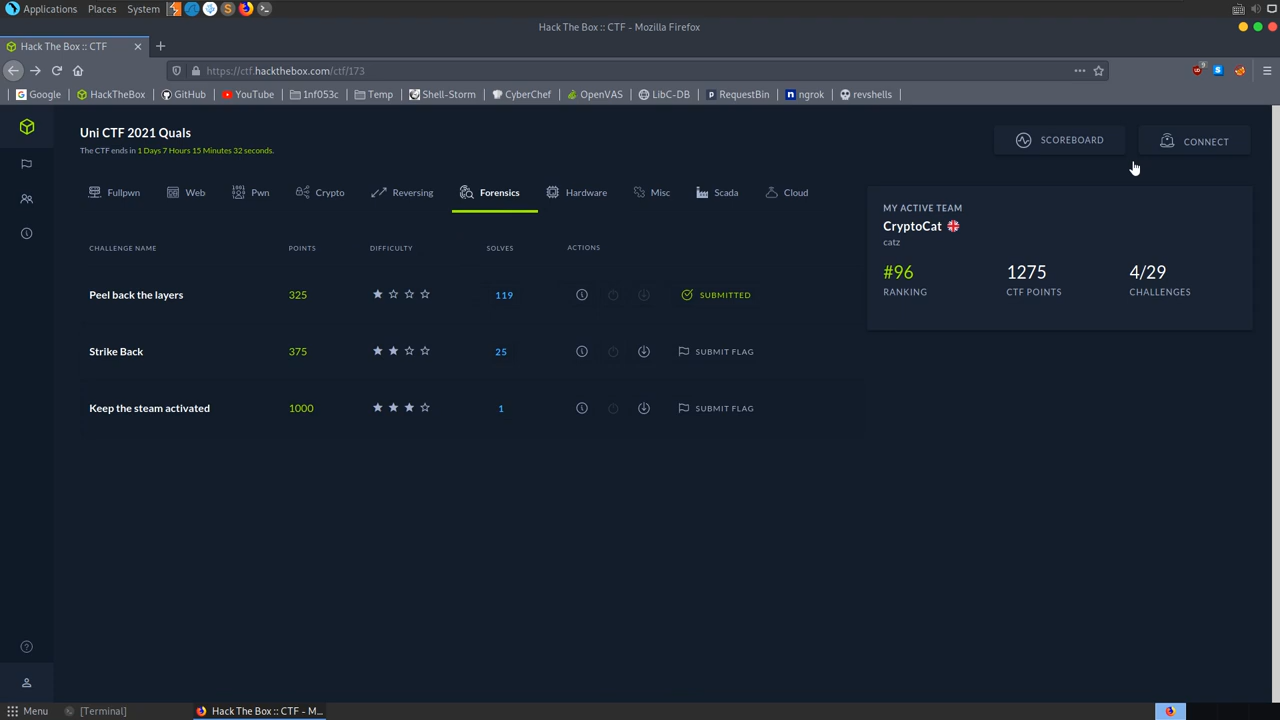 Applications Places System
Hack The Box :: CTF - Mozilla Firefox
Hack The Box :: CTF
https://ctf.hackthebox.com/ctf/173
Google HackTheBox GitHub YouTube 1nf053c Temp Shell-Storm CyberChef OpenVAS LibC-DB RequestBin ngrok revshells
Uni CTF 2021 Quals
The CTF ends in 1 Days 7 Hours 15 Minutes 32 seconds.
SCOREBOARD CONNECT
Fullpwn Web Pwn Crypto Reversing Forensics Hardware Misc Scada Cloud
CHALLENGE NAME POINTS DIFFICULTY SOLVES ACTIONS
Peel back the layers 325 119 SUBMITTED
Strike Back 375 25 SUBMIT FLAG
Keep the steam activated 1000 1 SUBMIT FLAG
MY ACTIVE TEAM
CryptoCat
catz
#96 1275 4/29
RANKING CTF POINTS CHALLENGES
Menu [Terminal] Hack The Box :: CTF - M...